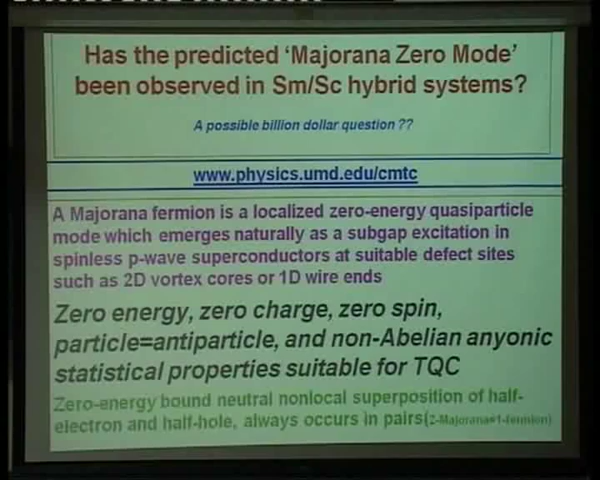 Has the predicted ‘Majorana Zero Mode’
been observed in Sm/Sc hybrid systems?
A possible billion dollar question ??
www.physics.umd.edu/cmtc
A Majorana fermion is a localized zero-energy quasiparticle
mode which emerges naturally as a subgap excitation in
spinless p-wave superconductors at suitable defect sites
such as 2D vortex cores or 1D wire ends
Zero energy, zero charge, zero spin,
particle=antiparticle, and non-Abelian anyonic
statistical properties suitable for TQC
Zero-energy bound neutral nonlocal superposition of half-
electron and half-hole, always occurs in pairs(2-Majorana=1-fermion)